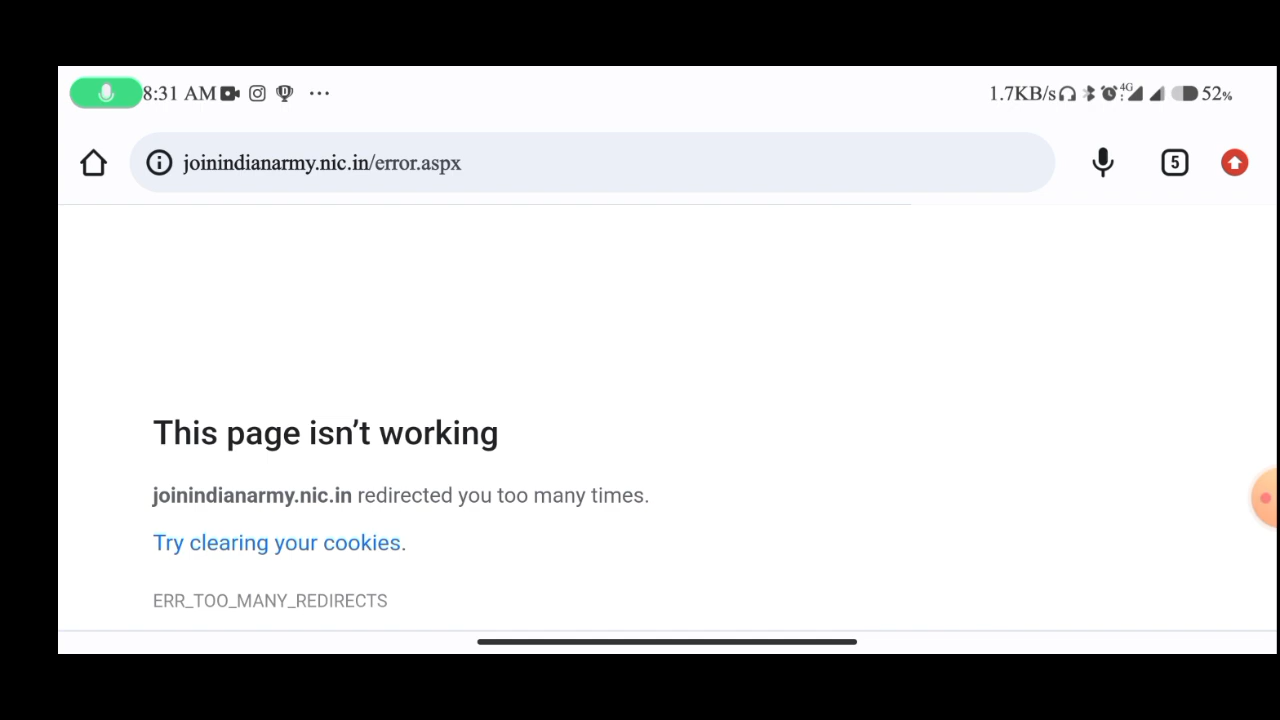 8:31 AM ... 1.7KB/s 4G 52%
joinindianarmy.nic.in/error.aspx 5
This page isn’t working
joinindianarmy.nic.in redirected you too many times.
Try clearing your cookies.
ERR_TOO_MANY_REDIRECTS